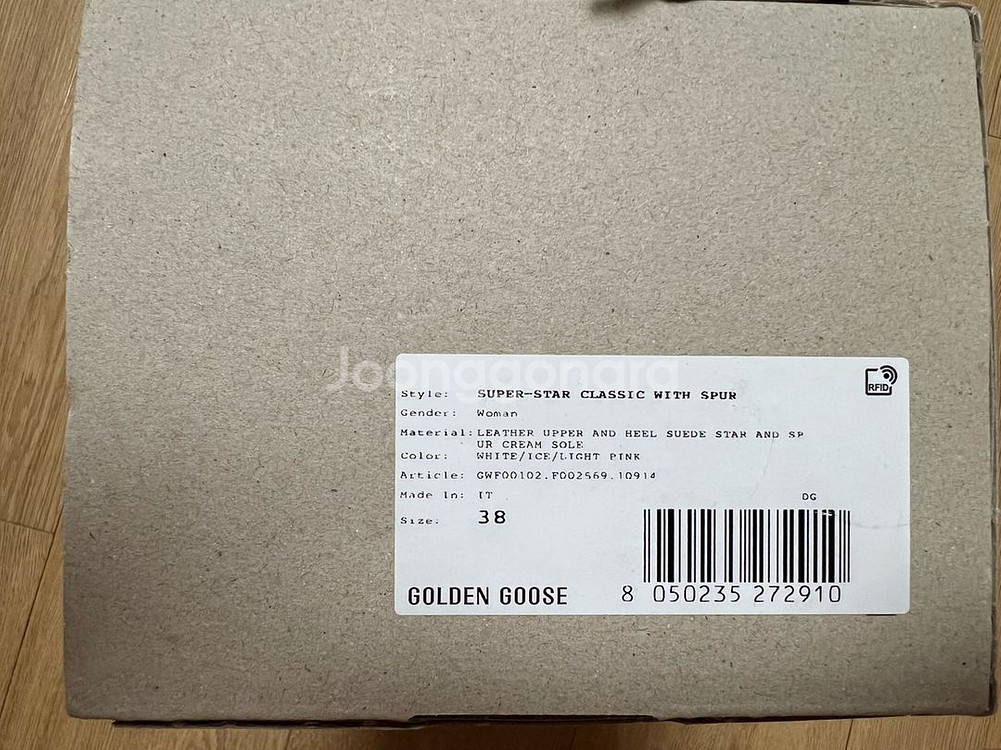 Joonggonara
RFID
Style: SUPER-STAR CLASSIC WITH SPUR
Gender: Woman
Material: LEATHER UPPER AND HEEL SUEDE STAR AND SP
UR CREAM SOLE
Color: WHITE/ICE/LIGHT PINK
Article: GWF00102.F002569.10914
Made In: IT
DG
Size: 38
GOLDEN GOOSE
8 050235 272910